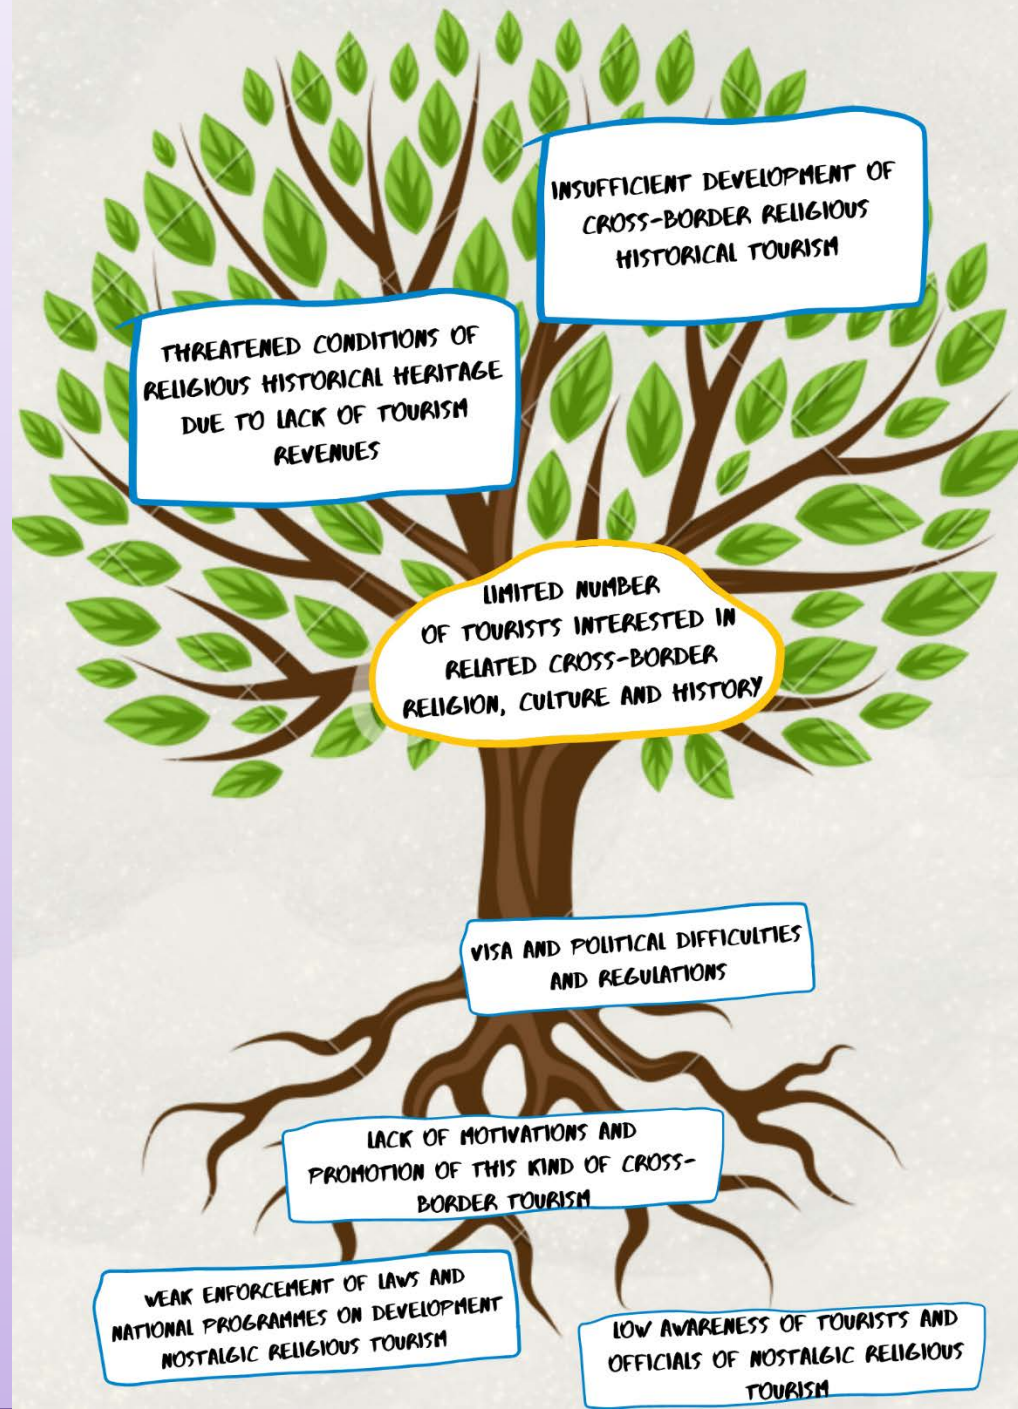 INSUFFICIENT DEVELOPMENT OF
CROSS-BORDER RELIGIOUS
HISTORICAL TOURISM
THREATENED CONDITIONS OF
RELIGIOUS HISTORICAL HERITAGE
DUE TO LACK OF TOURISM
REVENUES
LIMITED NUMBER
OF TOURISTS INTERESTED IN
RELATED CROSS-BORDER
RELIGION, CULTURE AND HISTORY
VISA AND POLITICAL DIFFICULTIES
AND REGULATIONS
LACK OF MOTIVATIONS AND
PROMOTION OF THIS KIND OF CROSS-
BORDER TOURISM
WEAK ENFORCEMENT OF LAWS AND
NATIONAL PROGRAMMES ON DEVELOPMENT
NOSTALGIC RELIGIOUS TOURISM
LOW AWARENESS OF TOURISTS AND
OFFICIALS OF NOSTALGIC RELIGIOUS
TOURISM